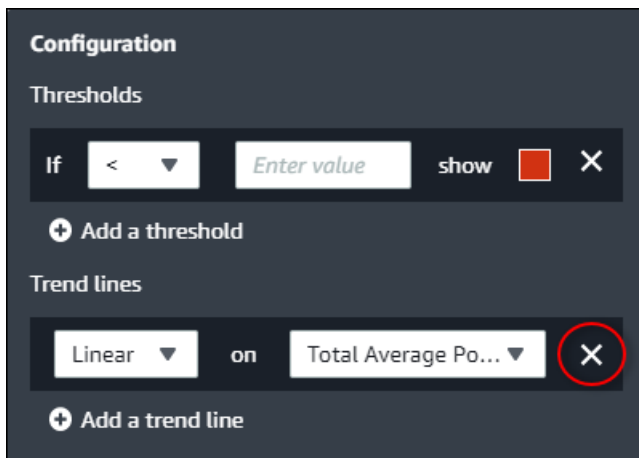 Configuration
Thresholds
If < Enter value show
Add a threshold
Trend lines
Linear on Total Average Po...
Add a trend line